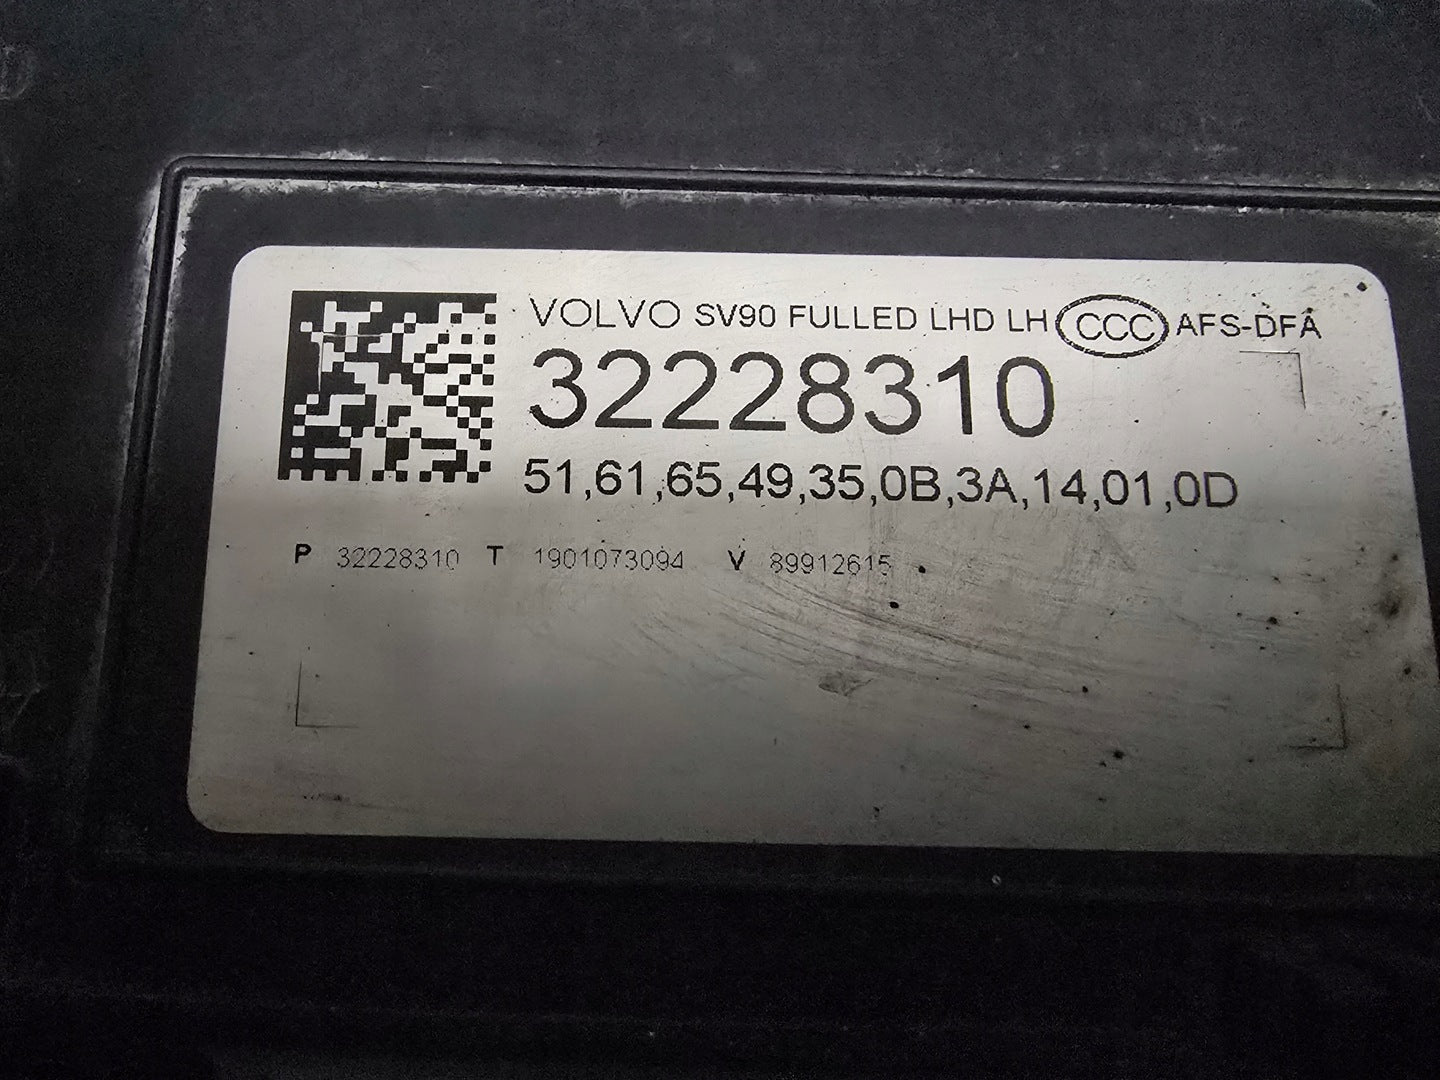 VOLVO SV90 FULLED LHD LH CCC AFS-DFA
32228310
51,61,65,49,35,0B,3A,14,01,0D
P 32228310 T 1901073094 V 89912615